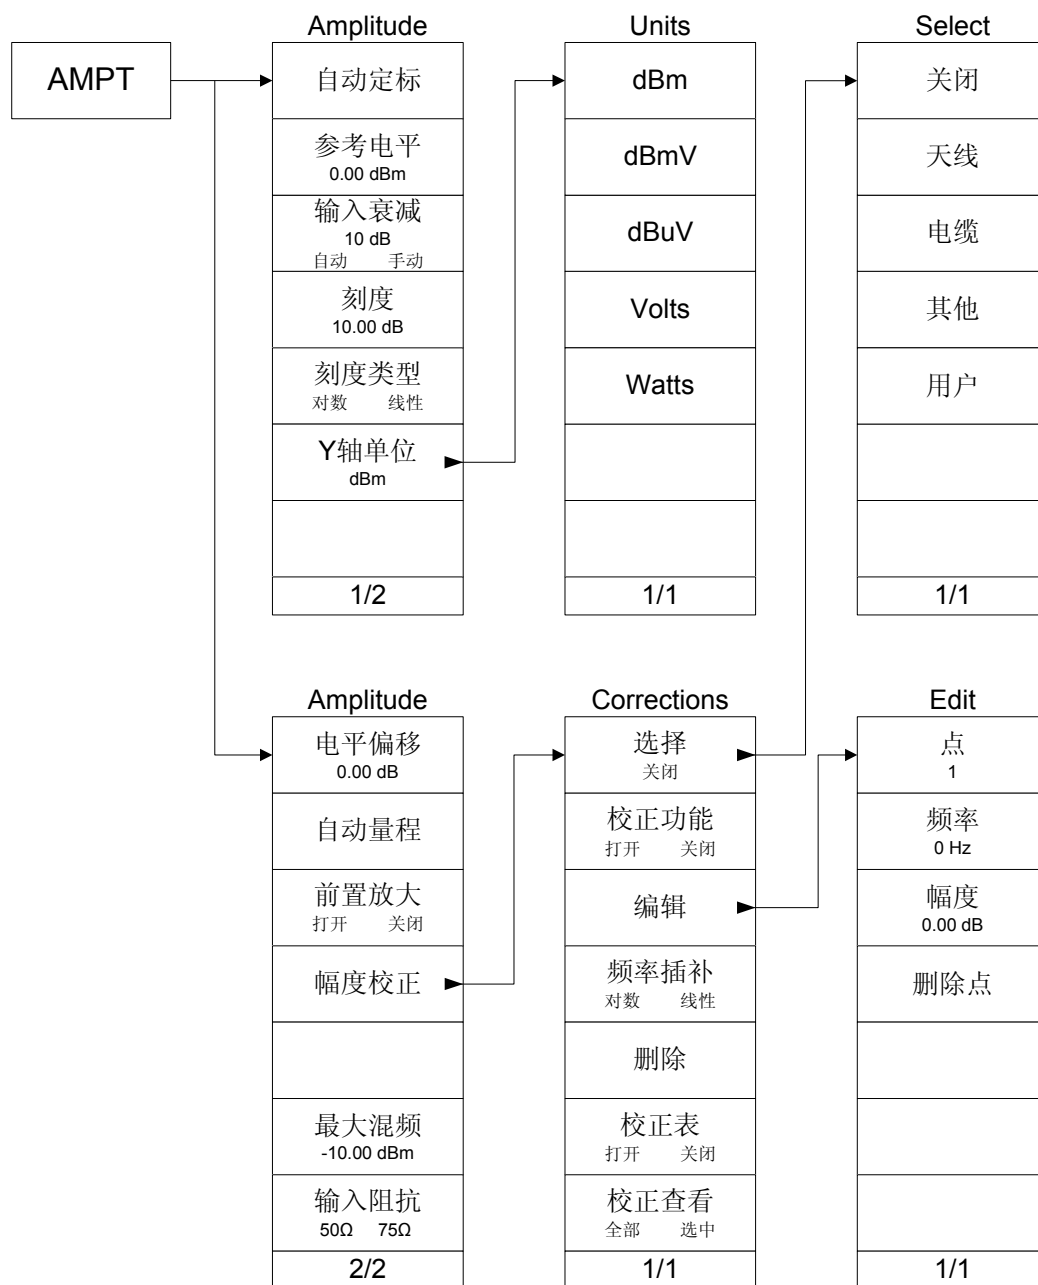 AMPT
Amplitude
自动定标
参考电平
0.00 dBm
输入衰减
10 dB
自动 手动
刻度
10.00 dB
刻度类型
对数 线性
Y轴单位
dBm
1/2
Units
dBm
dBmV
dBuV
Volts
Watts
1/1
Select
关闭
天线
电缆
其他
用户
1/1
Amplitude
电平偏移
0.00 dB
自动量程
前置放大
打开 关闭
幅度校正
最大混频
-10.00 dBm
输入阻抗
50Ω 75Ω
2/2
Corrections
选择
关闭
校正功能
打开 关闭
编辑
频率插补
对数 线性
删除
校正表
打开 关闭
校正查看
全部 选中
1/1
Edit
点
1
频率
0 Hz
幅度
0.00 dB
删除点
1/1